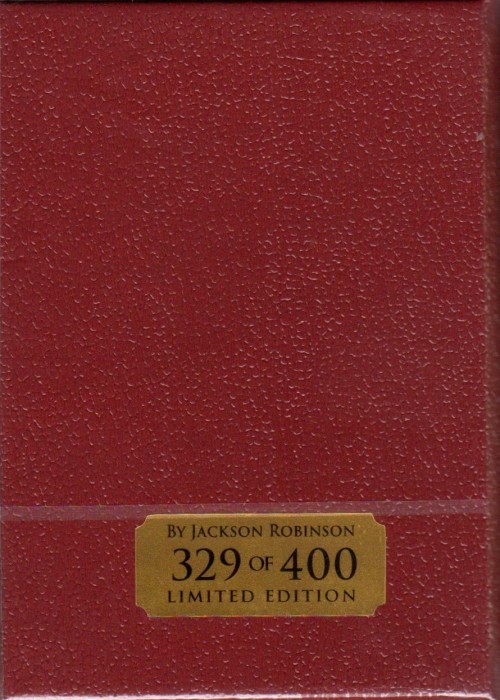 By Jackson Robinson
329 of 400
Limited Edition